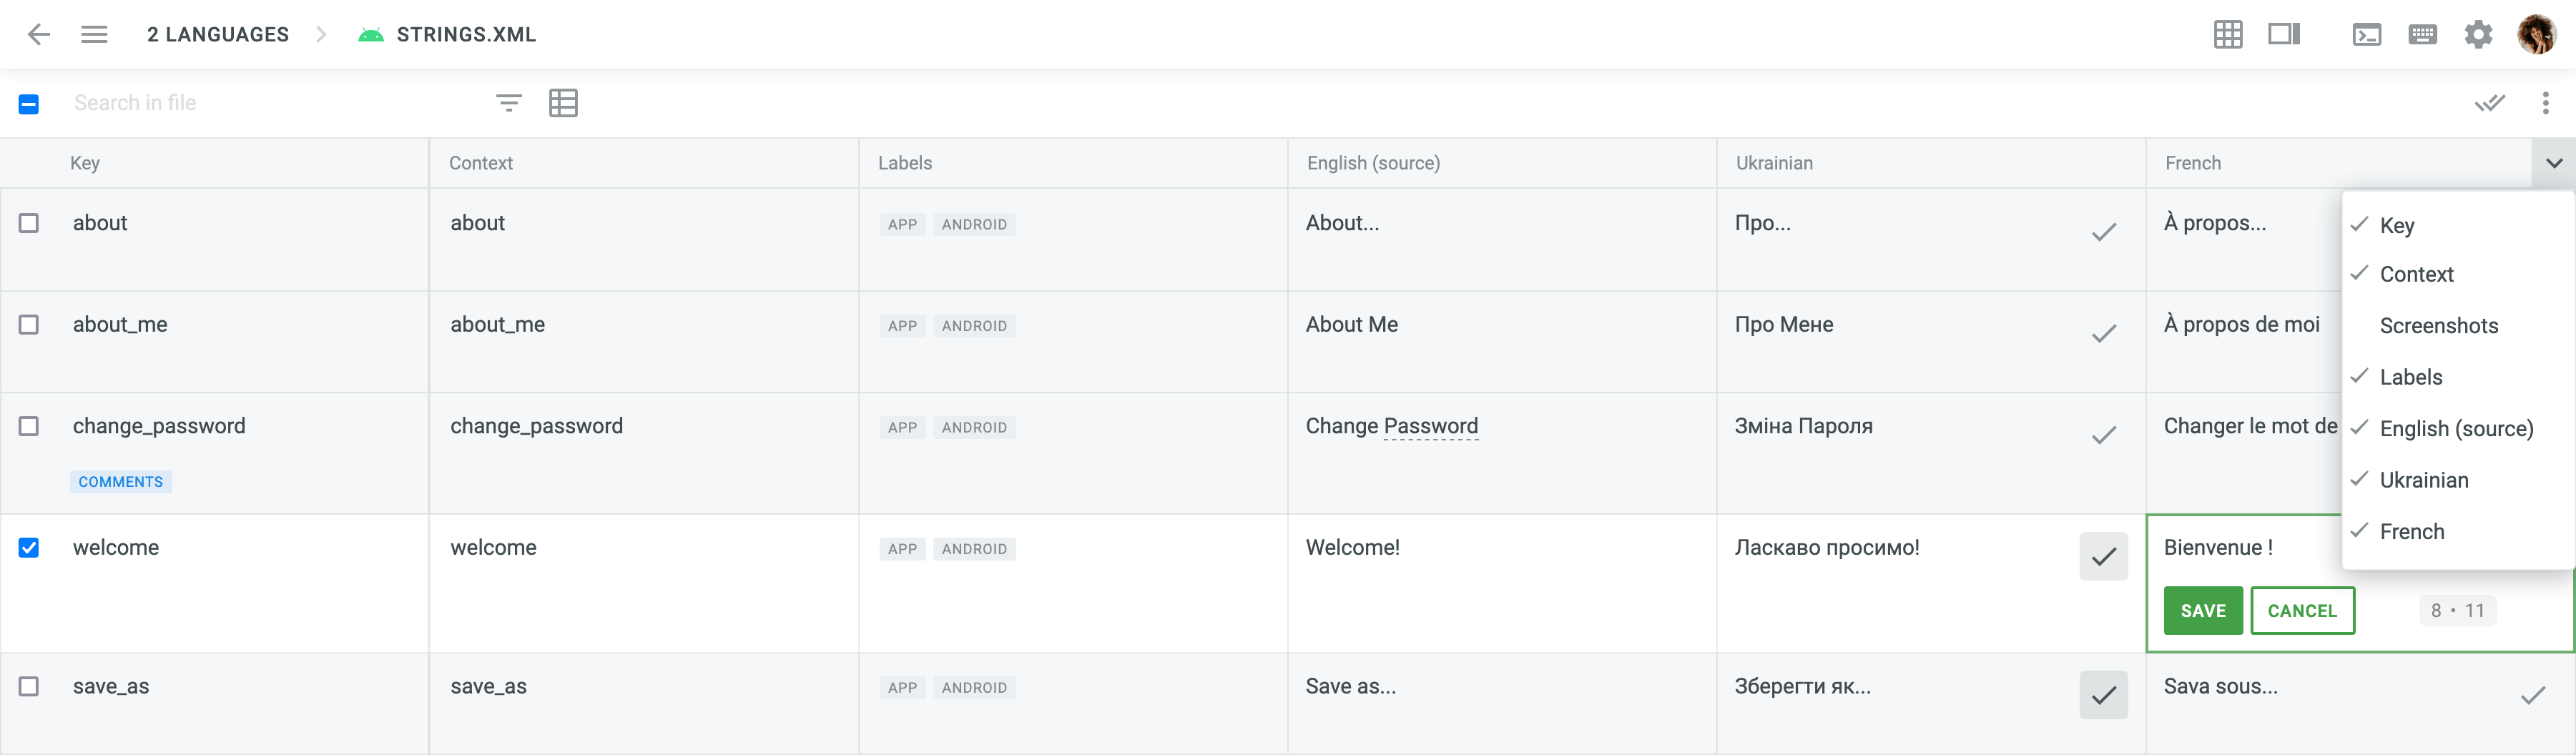 2 LANGUAGES STRINGS.XML
Search in file
Key Context Labels English (source) Ukrainian French
about about APP ANDROID About... Про... À propos...
about_me about_me APP ANDROID About Me Про Мене À propos de moi
change_password change_password APP ANDROID Change Password Зміна Пароля Changer le mot de
COMMENTS
welcome welcome APP ANDROID Welcome! Ласкаво просимо! Bienvenue !
SAVE CANCEL 8 • 11
save_as save_as APP ANDROID Save as... Зберегти як... Sava sous...
Key
Context
Screenshots
Labels
English (source)
Ukrainian
French